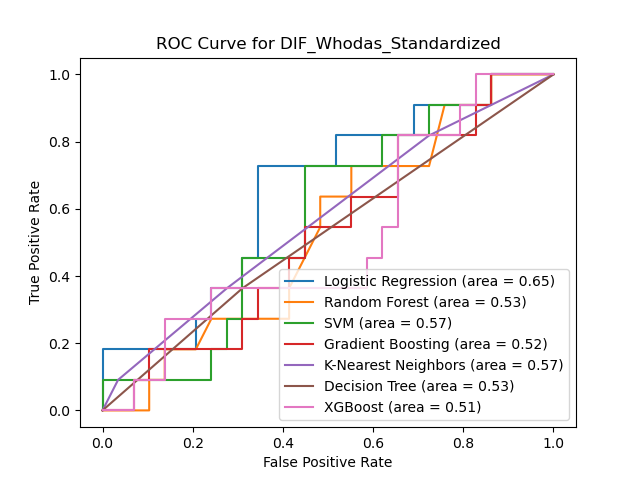 ROC Curve for DIF_Whodas_Standardized
True Positive Rate
1.0
0.8
0.6
0.4
0.2
0.0
Logistic Regression (area = 0.65)
Random Forest (area = 0.53)
SVM (area = 0.57)
Gradient Boosting (area = 0.52)
K-Nearest Neighbors (area = 0.57)
Decision Tree (area = 0.53)
XGBoost (area = 0.51)
0.0 0.2 0.4 0.6 0.8 1.0
False Positive Rate